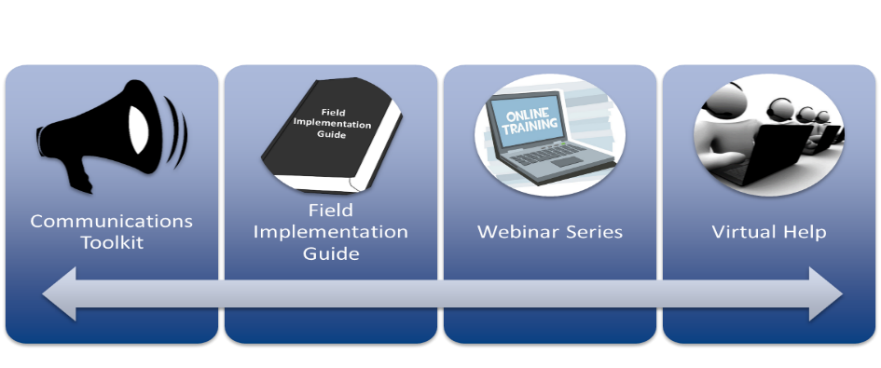 Field
Implementation
Guide
ONLINE
TRAINING
Communications
Toolkit
Field
Implementation
Guide
Webinar Series
Virtual Help